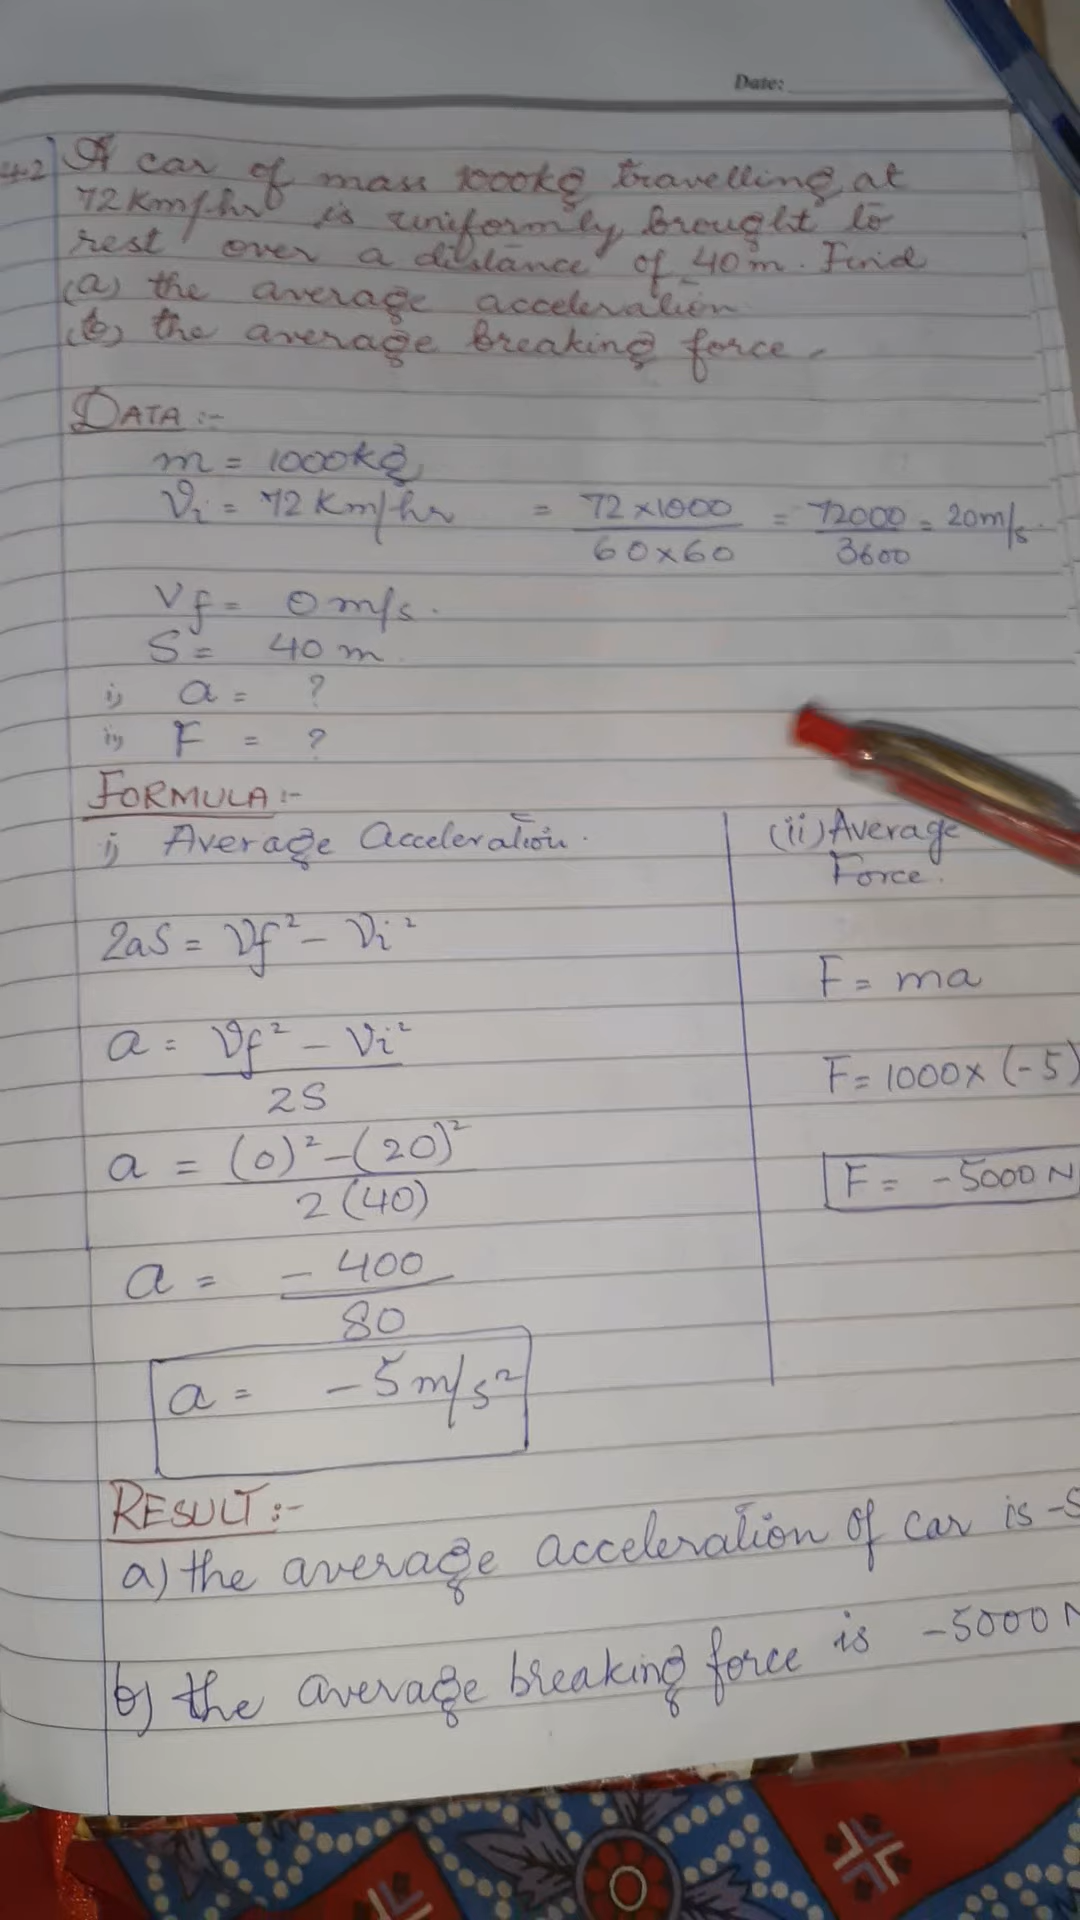 Date:
4.2 A car of mass 1000kg travelling at
72Km/hr is uniformly brought to
rest over a distance of 40m. Find
(a) the average acceleration
(b) the average breaking force.
DATA :-
m = 1000kg
Vi = 72 Km/hr = 72×1000 / 60×60 = 72000 / 3600 = 20m/s.
Vf = 0 m/s.
S = 40 m
i) a = ?
ii) F = ?
FORMULA :-
i) Average Acceleration.
2aS = Vf² - Vi²
a = Vf² - Vi² / 2S
a = (0)² - (20)² / 2(40)
a = - 400 / 80
a = -5m/s²
(ii) Average
Force.
F = ma
F = 1000 × (-5)
F = -5000 N
RESULT :-
a) the average acceleration of car is -5
b) the average breaking force is -5000 N